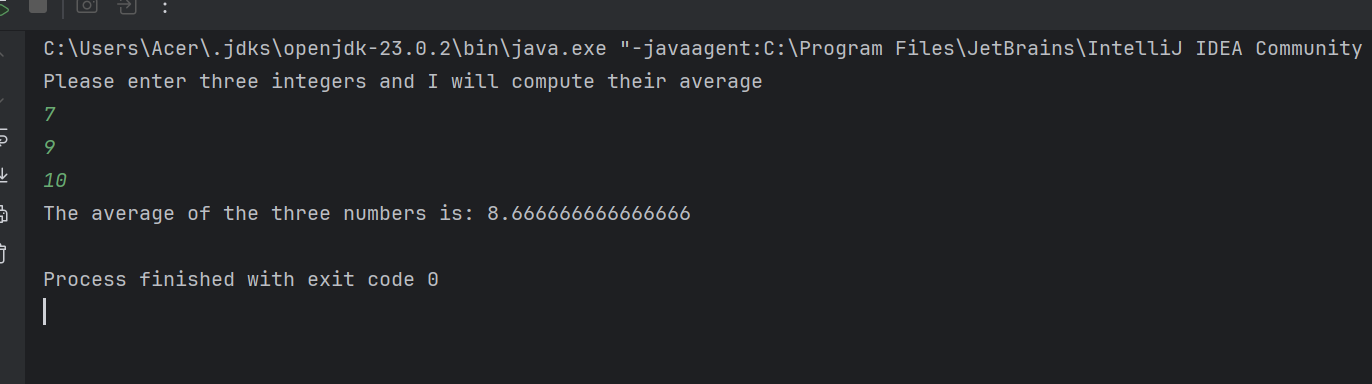 C:\Users\Acer\.jdks\openjdk-23.0.2\bin\java.exe "-javaagent:C:\Program Files\JetBrains\IntelliJ IDEA Community
Please enter three integers and I will compute their average
7
9
10
The average of the three numbers is: 8.666666666666666
Process finished with exit code 0